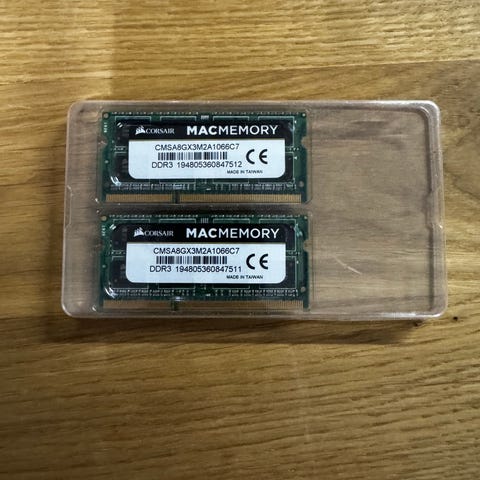 CORSAIR MACMEMORY
CMSA8GX3M2A1066C7
DDR3 194805360847512
CE
MADE IN TAIWAN
CORSAIR MACMEMORY
CMSA8GX3M2A1066C7
DDR3 194805360847511
CE
MADE IN TAIWAN